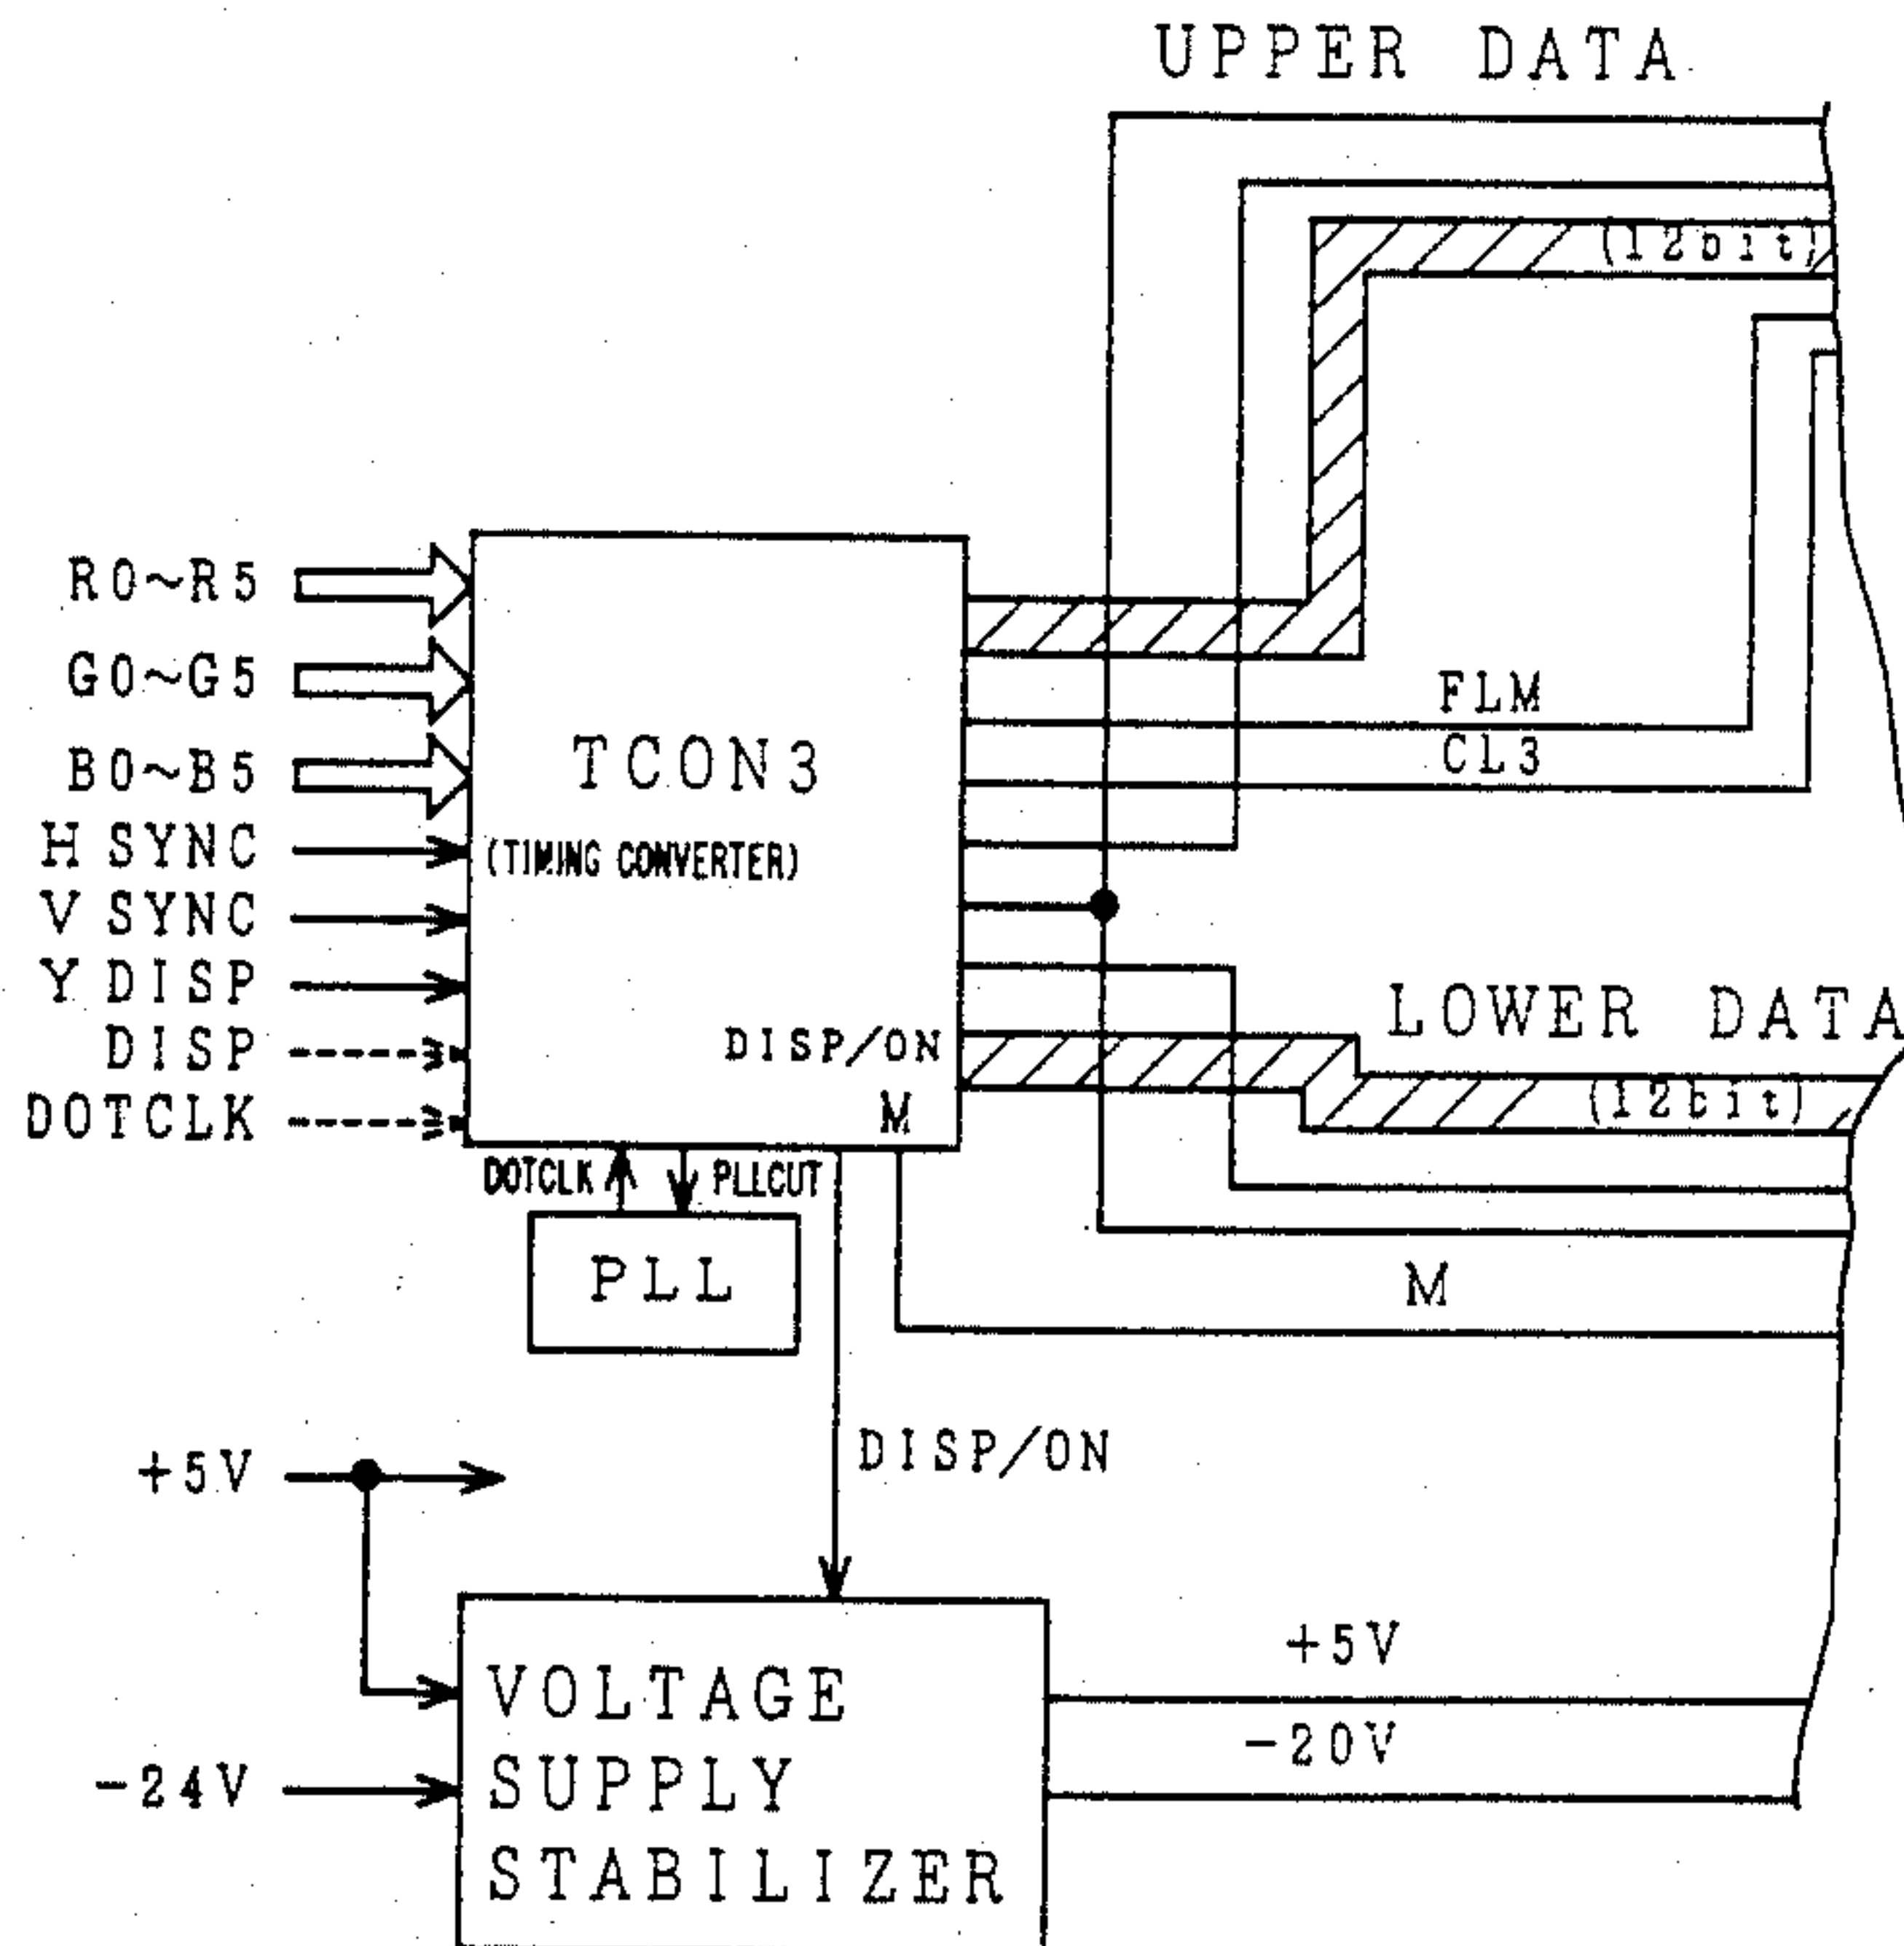 UPPER DATA
(12bit)
R0~R5
G0~G5
B0~B5
H SYNC
V SYNC
Y DISP
DISP
DOTCLK
TCON3
(TIMING CONVERTER)
DISP/ON
M
FLM
CL3
LOWER DATA
(12bit)
DOTCLK
PLLCUT
PLL
M
DISP/ON
+5V
-24V
VOLTAGE
SUPPLY
STABILIZER
+5V
-20V